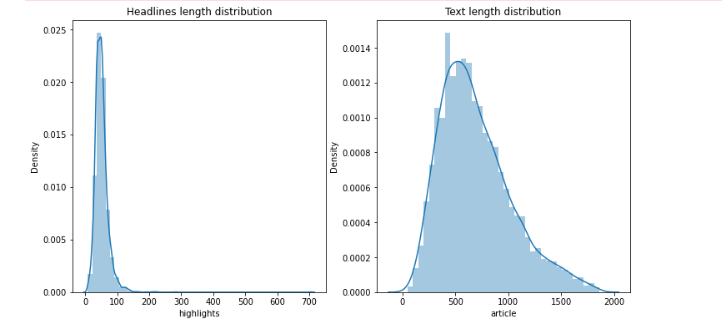 Headlines length distribution
0.025
0.020
0.015
0.010
0.005
0.000
Density
0 100 200 300 400 500 600 700
highlights
Text length distribution
0.0014
0.0012
0.0010
0.0008
0.0006
0.0004
0.0002
0.0000
Density
0 500 1000 1500 2000
article